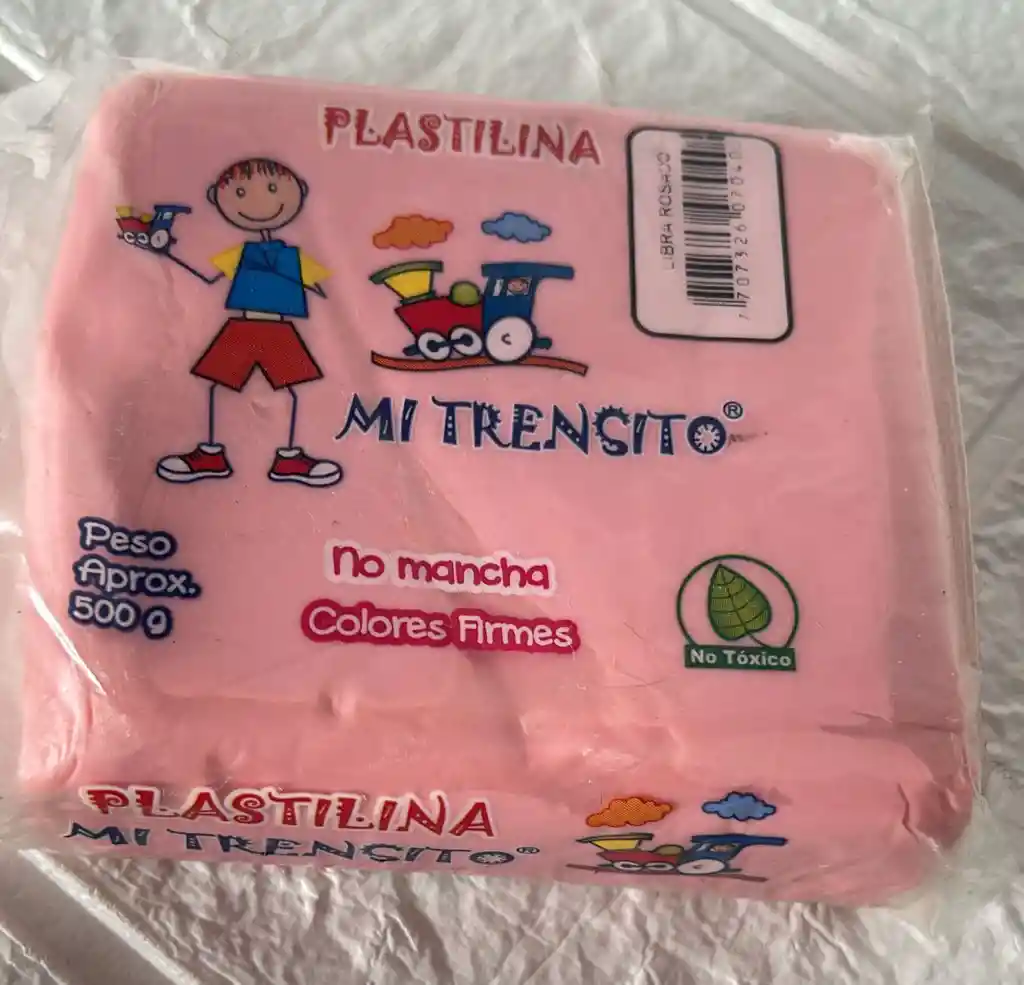 PLASTILINA
LIBRA ROSADO
MI TRENSITO®
Peso
Aprox.
500 g
No mancha
Colores Firmes
No Tóxico
PLASTILINA
MI TRENSITO®